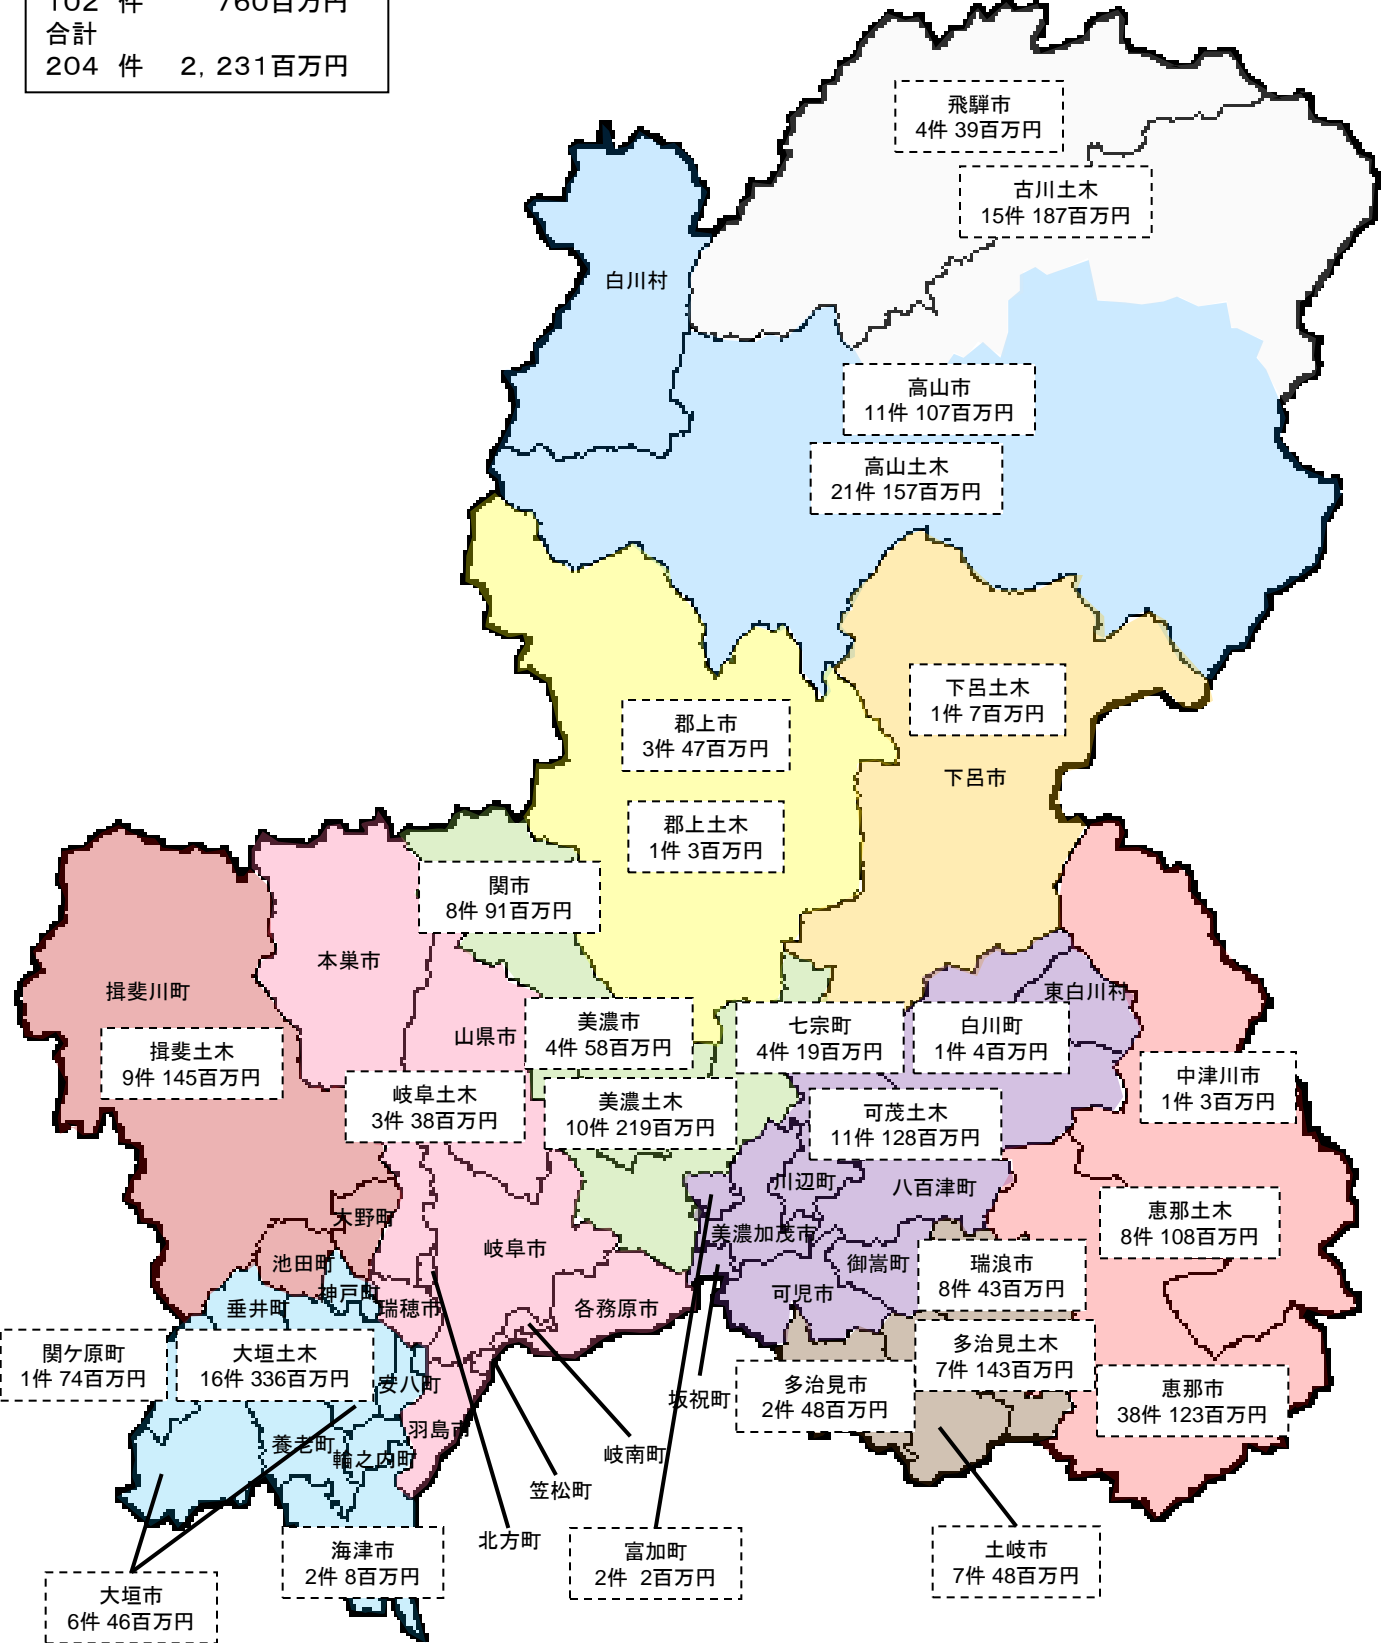 102 件 760百万円
合計
204 件 2, 231百万円
飛騨市
4件 39百万円
古川土木
15件 187百万円
白川村
高山市
11件 107百万円
高山土木
21件 157百万円
下呂土木
1件 7百万円
下呂市
郡上市
3件 47百万円
郡上土木
1件 3百万円
関市
8件 91百万円
本巣市
揖斐川町
揖斐土木
9件 145百万円
山県市
美濃市
4件 58百万円
七宗町
4件 19百万円
白川町
1件 4百万円
東白川村
中津川市
1件 3百万円
岐阜土木
3件 38百万円
美濃土木
10件 219百万円
可茂土木
11件 128百万円
川辺町
八百津町
恵那土木
8件 108百万円
大野町
池田町
岐阜市
美濃加茂市
御嵩町
瑞浪市
8件 43百万円
神戸町
垂井町
瑞穂市
各務原市
可児市
関ケ原町
1件 74百万円
大垣土木
16件 336百万円
安八町
多治見土木
7件 143百万円
多治見市
2件 48百万円
恵那市
38件 123百万円
坂祝町
羽島市
養老町
輪之内町
岐南町
笠松町
北方町
海津市
2件 8百万円
富加町
2件 2百万円
土岐市
7件 48百万円
大垣市
6件 46百万円